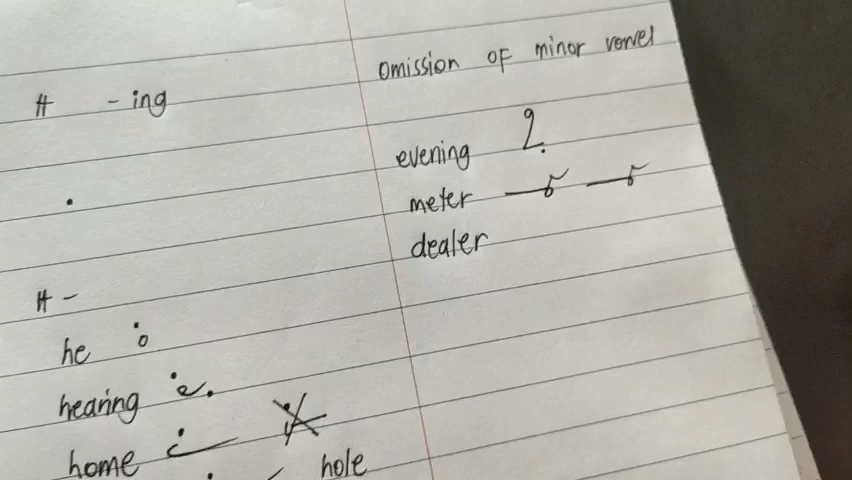 # - ing
.
# -
he
hearing
home
hole
omission of minor vowel
evening
meter
dealer